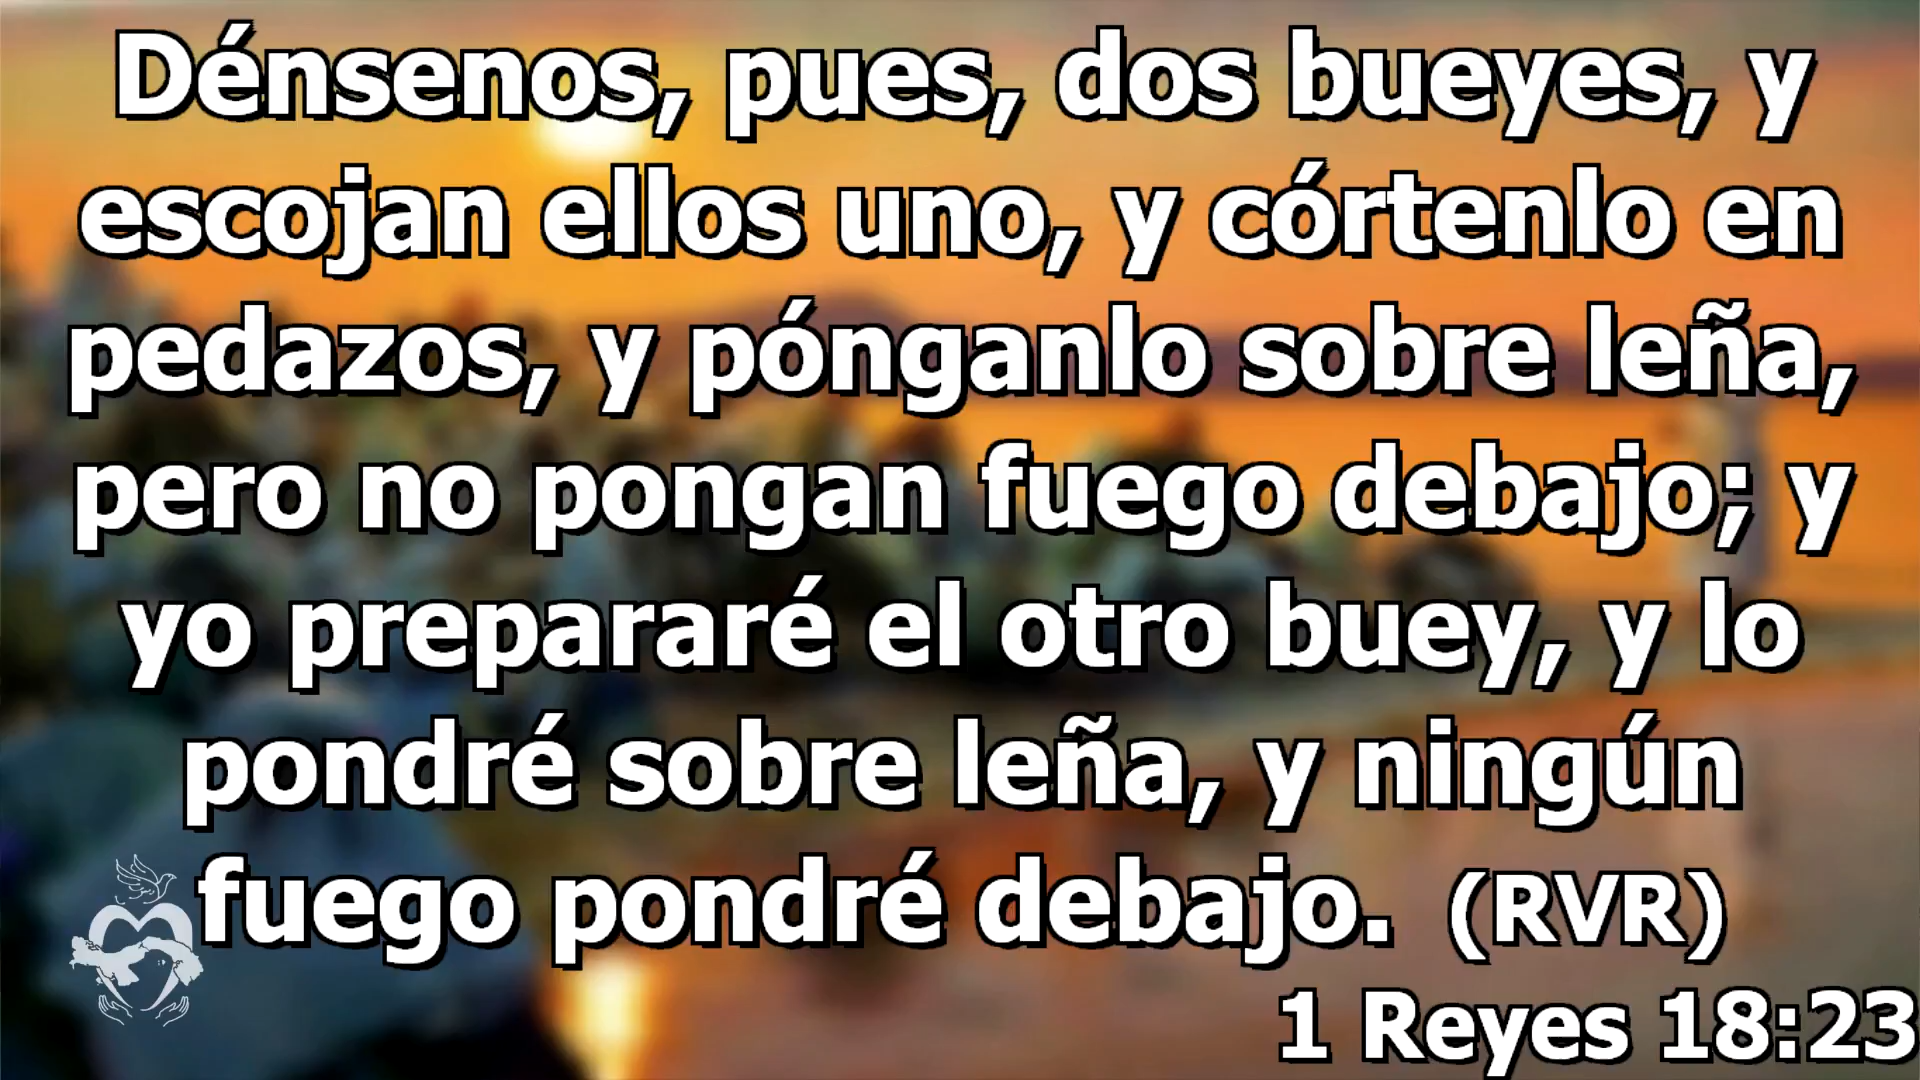 Dénsenos, pues, dos bueyes, y
escojan ellos uno, y córtenlo en
pedazos, y pónganlo sobre leña,
pero no pongan fuego debajo; y
yo prepararé el otro buey, y lo
pondré sobre leña, y ningún
fuego pondré debajo. (RVR)
1 Reyes 18:23